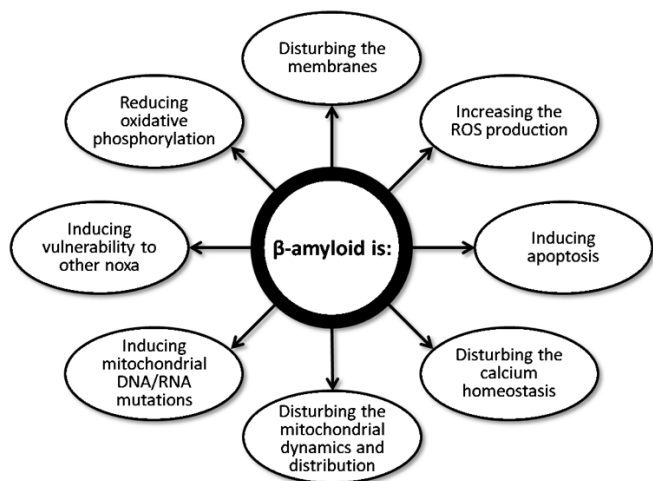 Disturbing the
membranes
Increasing the
ROS production
Inducing
apoptosis
Disturbing the
calcium
homeostasis
Disturbing the
mitochondrial
dynamics and
distribution
Inducing
mitochondrial
DNA/RNA
mutations
Inducing
vulnerability to
other noxa
Reducing
oxidative
phosphorylation
β-amyloid is: